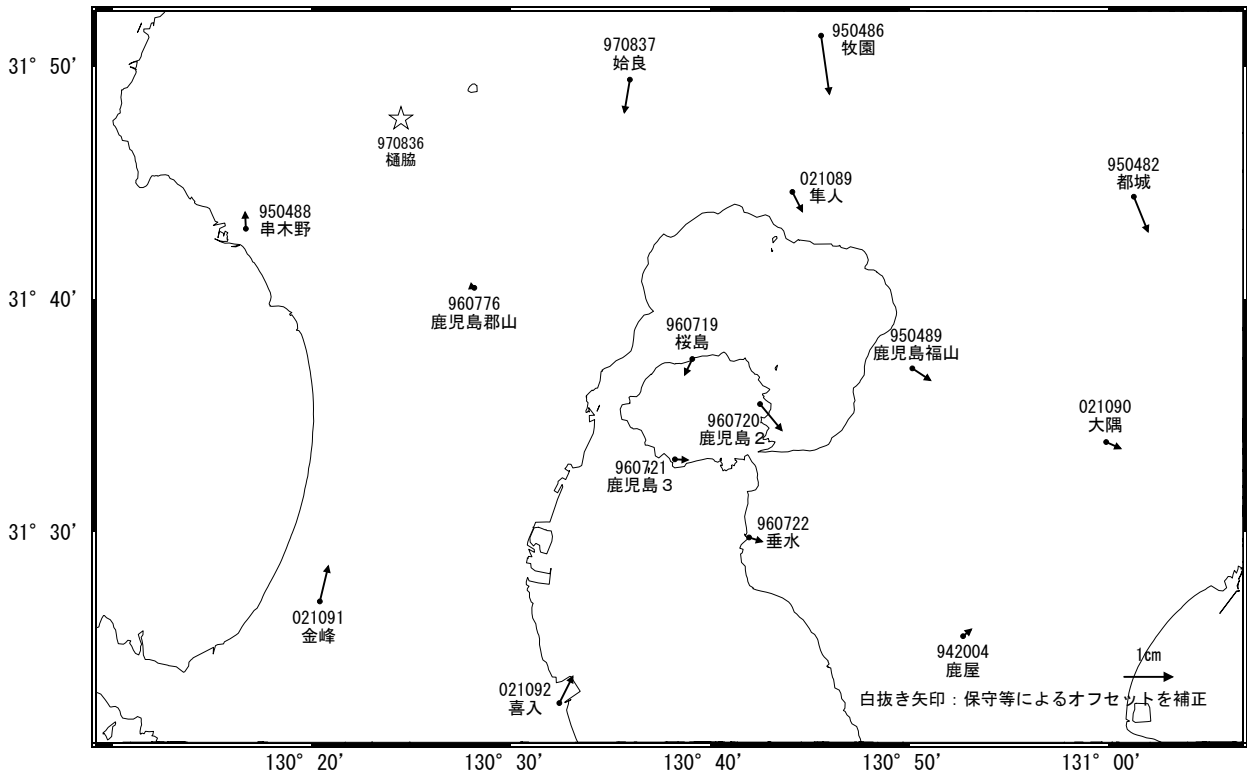 950486
牧園
970837
姶良
31° 50'
970836
樋脇
950482
都城
021089
隼人
950488
串木野
31° 40'
960776
鹿児島郡山
960719
桜島
950489
鹿児島福山
021090
大隅
960720
鹿児島2
960721
鹿児島3
31° 30'
960722
垂水
021091
金峰
942004
鹿屋
1cm
021092
喜入
白抜き矢印：保守等によるオフセットを補正
130° 20'
130° 30'
130° 40'
130° 50'
131° 00'